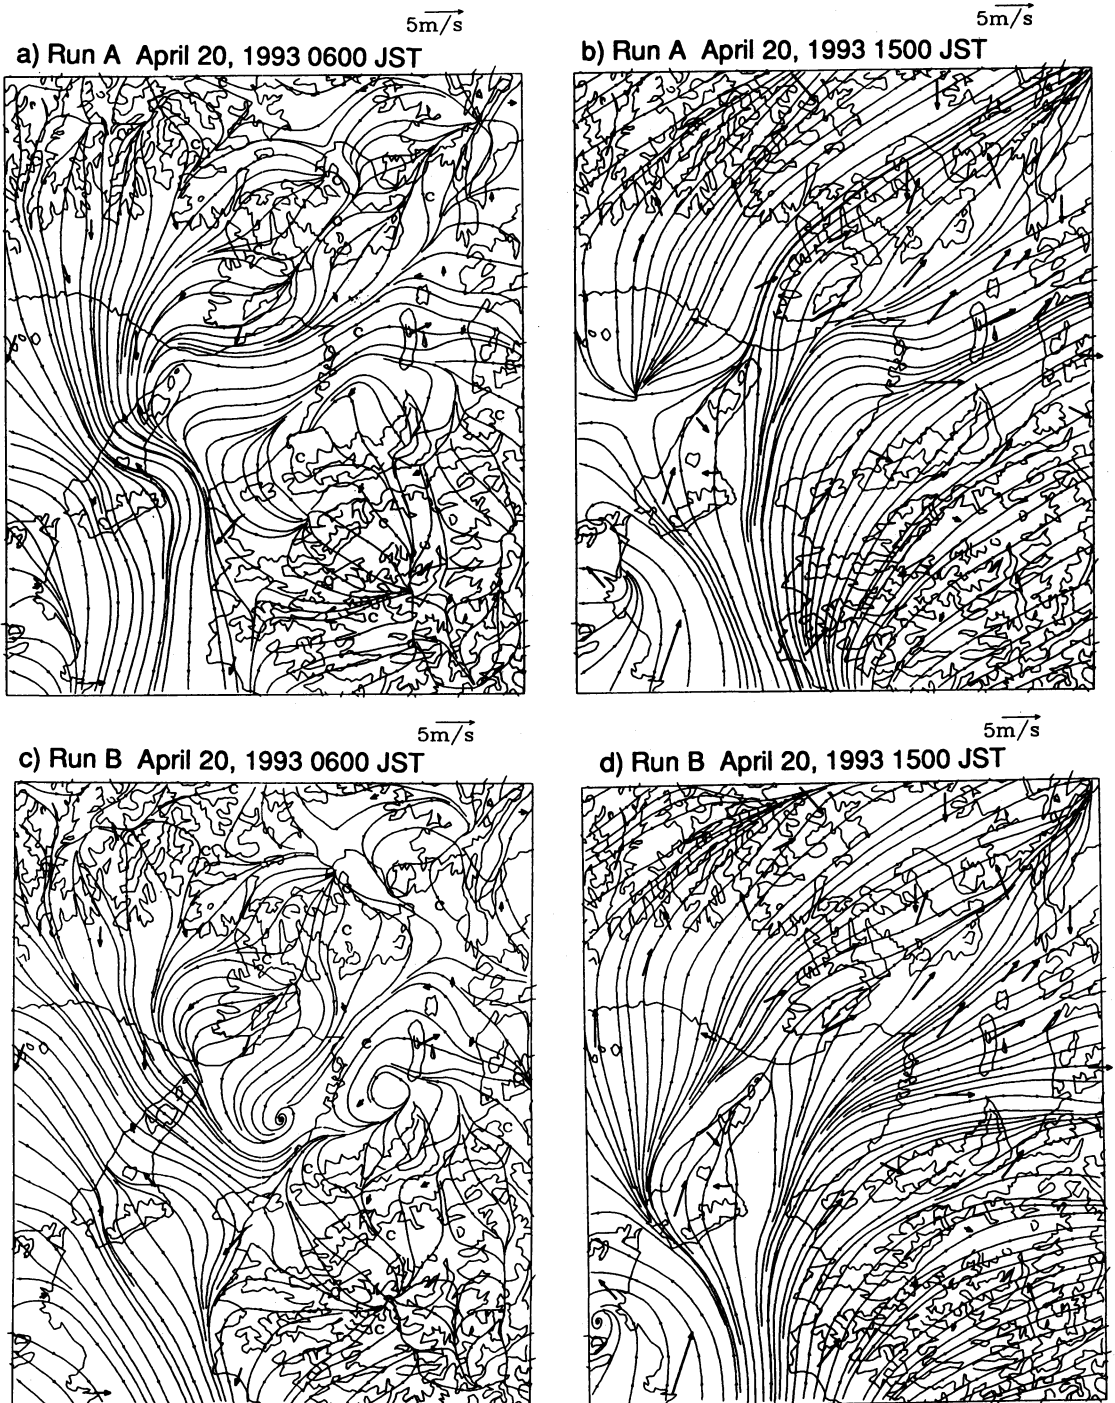 5m/s
5m/s
a) Run A April 20, 1993 0600 JST
b) Run A April 20, 1993 1500 JST
5m/s
5m/s
c) Run B April 20, 1993 0600 JST
d) Run B April 20, 1993 1500 JST